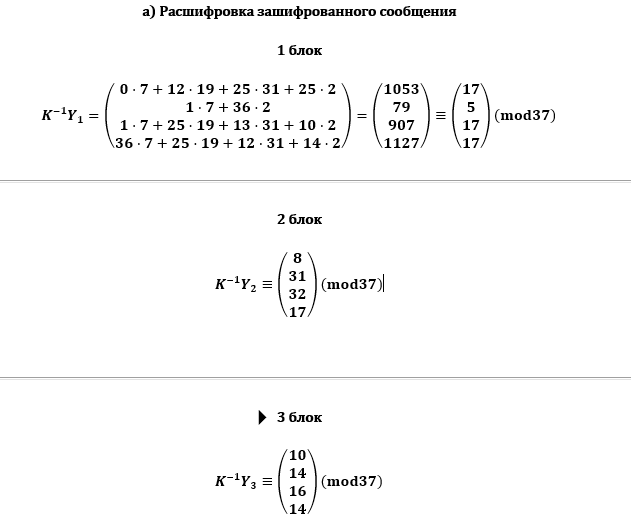 а) Расшифровка зашифрованного сообщения
1 блок
0 · 7 + 12 · 19 + 25 · 31 + 25 · 2
1 · 7 + 36 · 2
1 · 7 + 25 · 19 + 13 · 31 + 10 · 2
36 · 7 + 25 · 19 + 12 · 31 + 14 · 2
K⁻¹Y₁ = ( ) = ( ) ≡ ( ) (mod37)
1053
79
907
1127
17
5
17
17
2 блок
K⁻¹Y₂ ≡ ( ) (mod37)
8
31
32
17
3 блок
K⁻¹Y₃ ≡ ( ) (mod37)
10
14
16
14